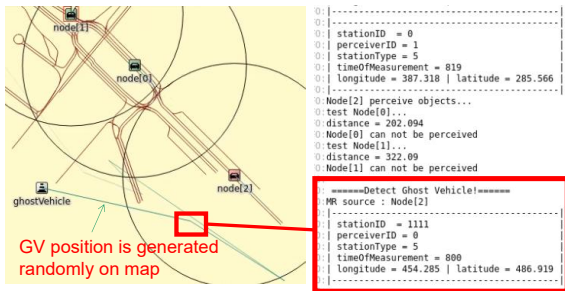 node[1]
node[0]
node[2]
ghostVehicle
GV position is generated
randomly on map
0:|----------------------------------------|
0:|----------------------------------------|
0:| stationID = 0
0:| perceiverID = 1
0:| stationType = 5
0:| timeOfMeasurement = 819
0:| longitude = 387.318 | latitude = 285.566 |
0:|----------------------------------------|
0:Node[2] perceive objects...
0:test Node[0]...
0:distance = 202.094
0:Node[0] can not be perceived
0:test Node[1]...
0:distance = 322.09
0:Node[1] can not be perceived
0: ======Detect Ghost Vehicle!======
0:MR source : Node[2]
0:|----------------------------------------|
0:| stationID = 1111
0:| perceiverID = 0
0:| stationType = 5
0:| timeOfMeasurement = 800
0:| longitude = 454.285 | latitude = 486.919 |
0:|----------------------------------------|